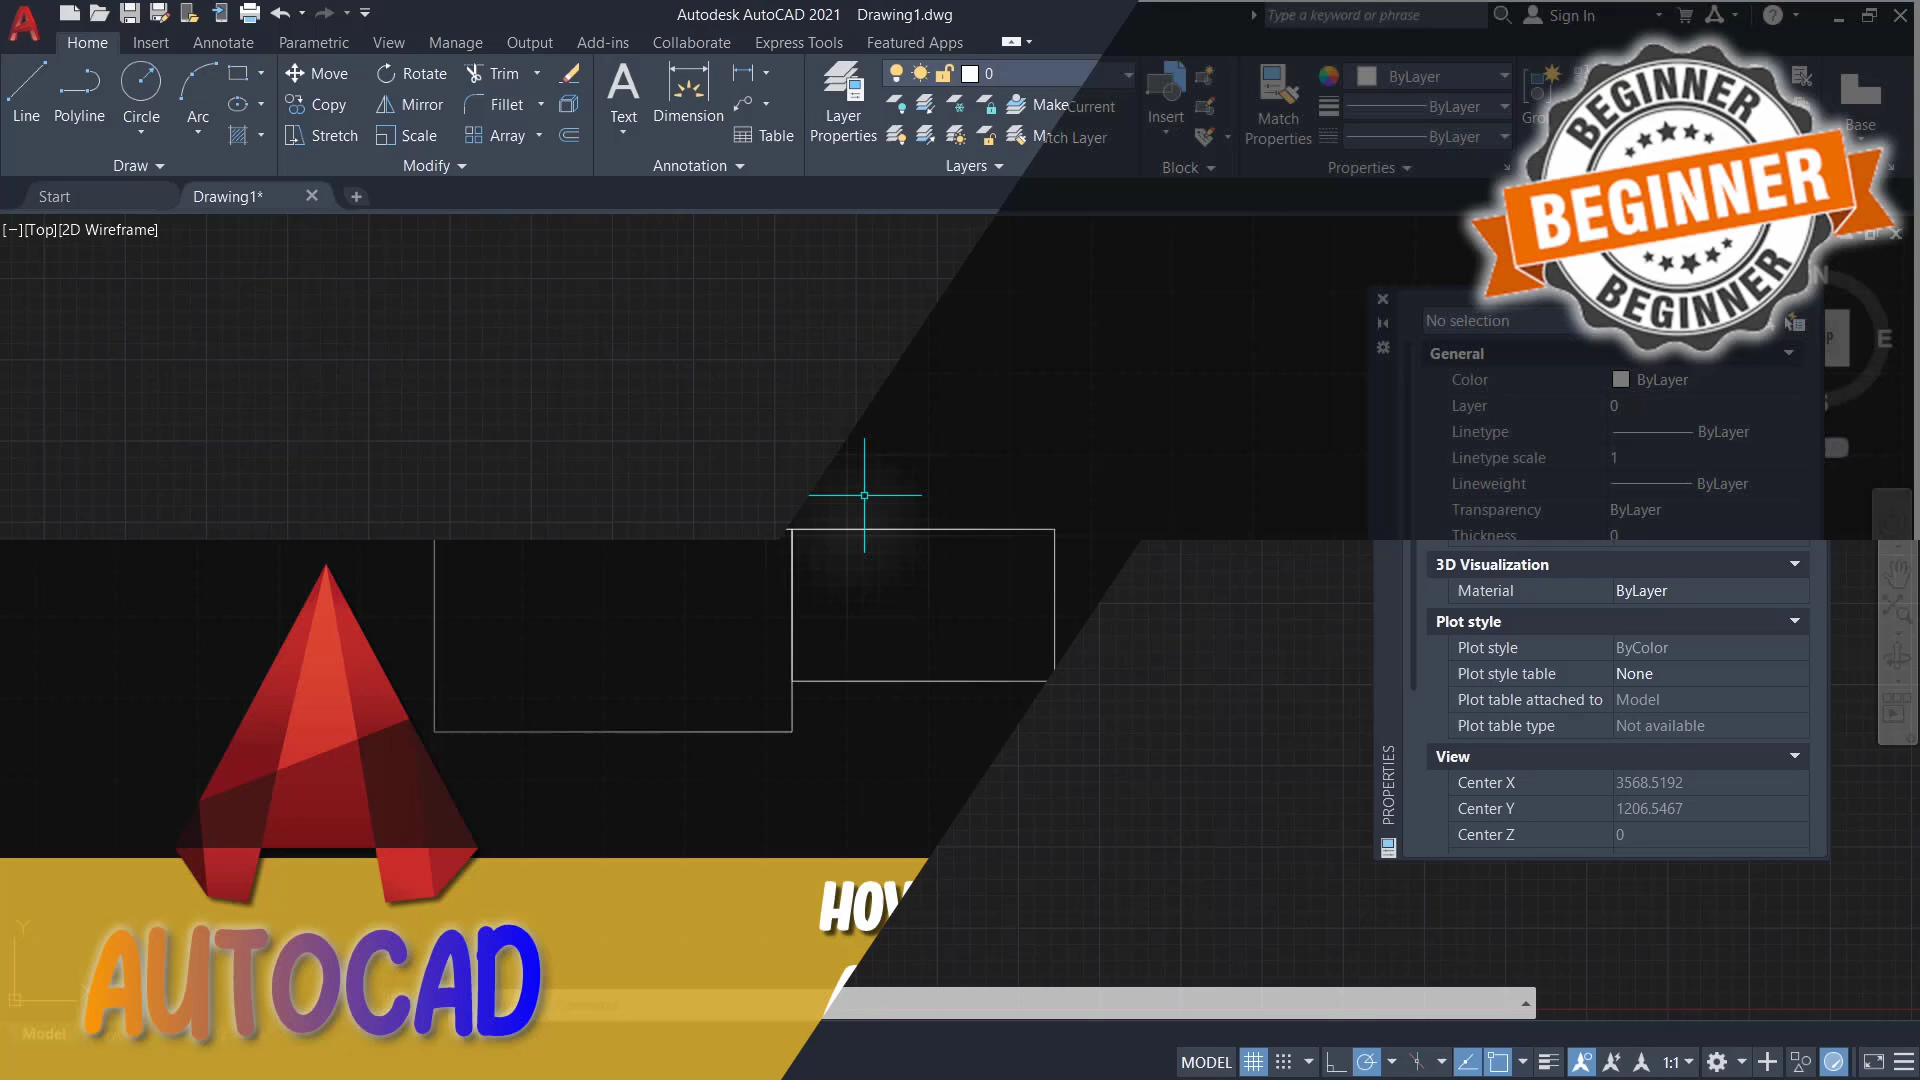 Autodesk AutoCAD 2021 Drawing1.dwg
Type a keyword or phrase
Sign In
Home Insert Annotate Parametric View Manage Output Add-ins Collaborate Express Tools Featured Apps
Line Polyline Circle Arc
Move Rotate Trim
Copy Mirror Fillet
Stretch Scale Array
Text Dimension
Table
Layer Properties
0
Make Current
Match Layer
Insert
Match Properties
ByLayer
ByLayer
ByLayer
Base
Draw Modify Annotation Layers Block Properties
Start Drawing1*
[−][Top][2D Wireframe]
BEGINNER
BEGINNER
BEGINNER
E
No selection
General
Color ByLayer
Layer 0
Linetype ByLayer
Linetype scale 1
Lineweight ByLayer
Transparency ByLayer
Thickness 0
3D Visualization
Material ByLayer
Plot style
Plot style ByColor
Plot style table None
Plot table attached to Model
Plot table type Not available
View
Center X 3568.5192
Center Y 1206.5467
Center Z 0
PROPERTIES
Y
AUTOCAD
Model
MODEL 1:1